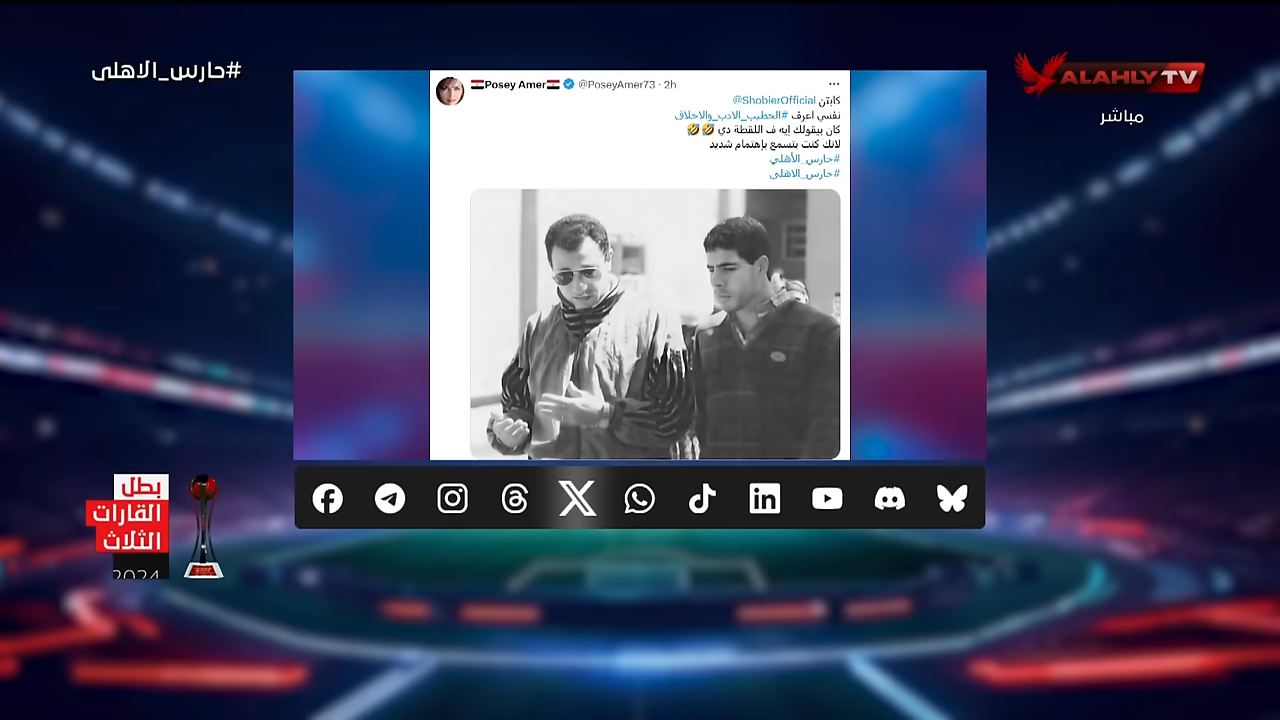 #حارس_الاهلى
ALAHLY TV
مباشر
Posey Amer @PoseyAmer73 · 2h
كابتن @ShobierOfficial
نفسي اعرف #الخطيب_الادب_والاخلاق
كان بيقولك إيه ف اللقطة دي 🤣🤣
لانك كنت بتسمع بإهتمام شديد
#حارس_الأهلي
#حارس_الاهلى
بطل
القارات
الثلاث
2024